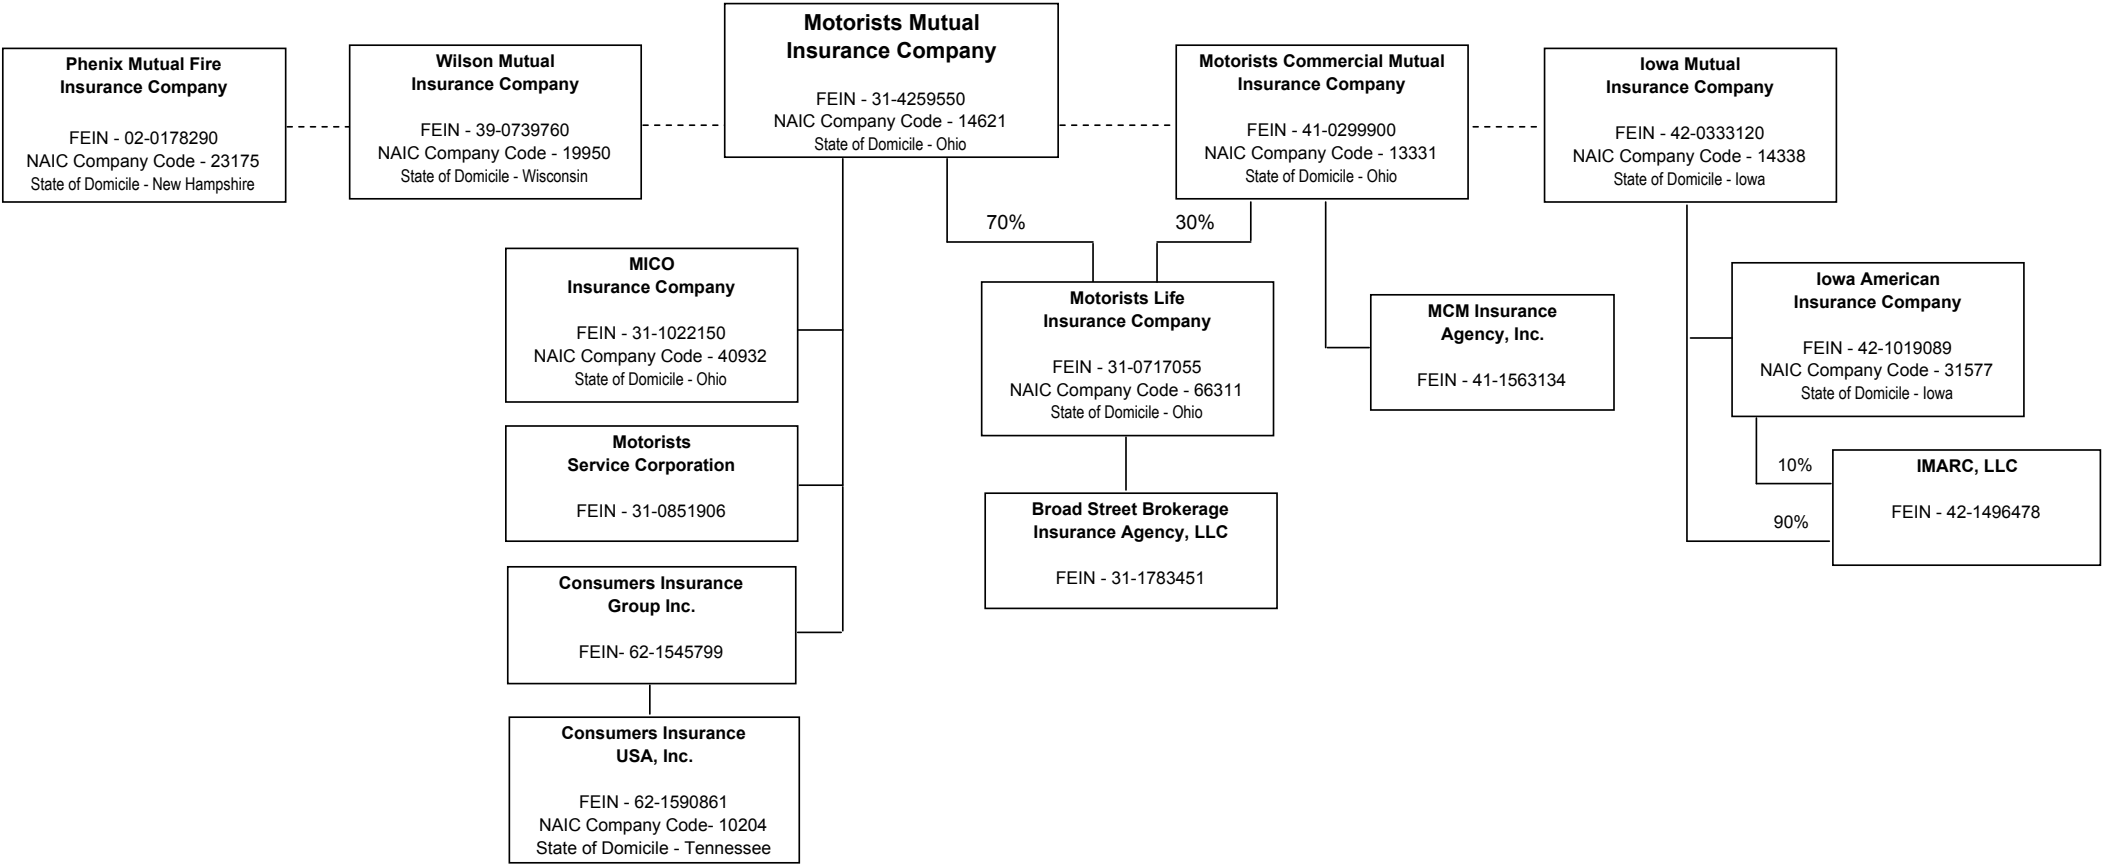 Phenix Mutual Fire
Insurance Company
FEIN - 02-0178290
NAIC Company Code - 23175
State of Domicile - New Hampshire
Wilson Mutual
Insurance Company
FEIN - 39-0739760
NAIC Company Code - 19950
State of Domicile - Wisconsin
Motorists Mutual
Insurance Company
FEIN - 31-4259550
NAIC Company Code - 14621
State of Domicile - Ohio
Motorists Commercial Mutual
Insurance Company
FEIN - 41-0299900
NAIC Company Code - 13331
State of Domicile - Ohio
Iowa Mutual
Insurance Company
FEIN - 42-0333120
NAIC Company Code - 14338
State of Domicile - Iowa
70%
30%
MICO
Insurance Company
FEIN - 31-1022150
NAIC Company Code - 40932
State of Domicile - Ohio
Motorists Life
Insurance Company
FEIN - 31-0717055
NAIC Company Code - 66311
State of Domicile - Ohio
MCM Insurance
Agency, Inc.
FEIN - 41-1563134
Iowa American
Insurance Company
FEIN - 42-1019089
NAIC Company Code - 31577
State of Domicile - Iowa
Motorists
Service Corporation
FEIN - 31-0851906
Broad Street Brokerage
Insurance Agency, LLC
FEIN - 31-1783451
10%
90%
IMARC, LLC
FEIN - 42-1496478
Consumers Insurance
Group Inc.
FEIN- 62-1545799
Consumers Insurance
USA, Inc.
FEIN - 62-1590861
NAIC Company Code- 10204
State of Domicile - Tennessee